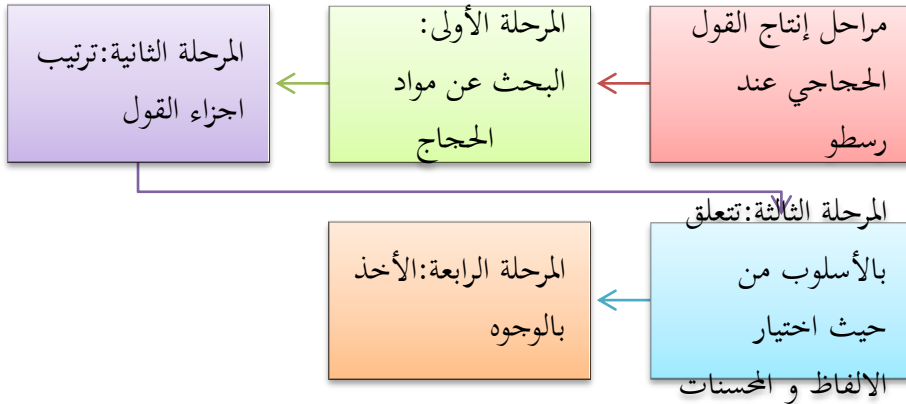 مراحل إنتاج القول
الحجاجي عند
رسطو
المرحلة الأولى:
البحث عن مواد
الحجاج
المرحلة الثانية:ترتيب
اجزاء القول
المرحلة الثالثة:تتعلق
بالأسلوب من
حيث اختيار
الالفاظ و المحسنات
المرحلة الرابعة:الأخذ
بالوجوه